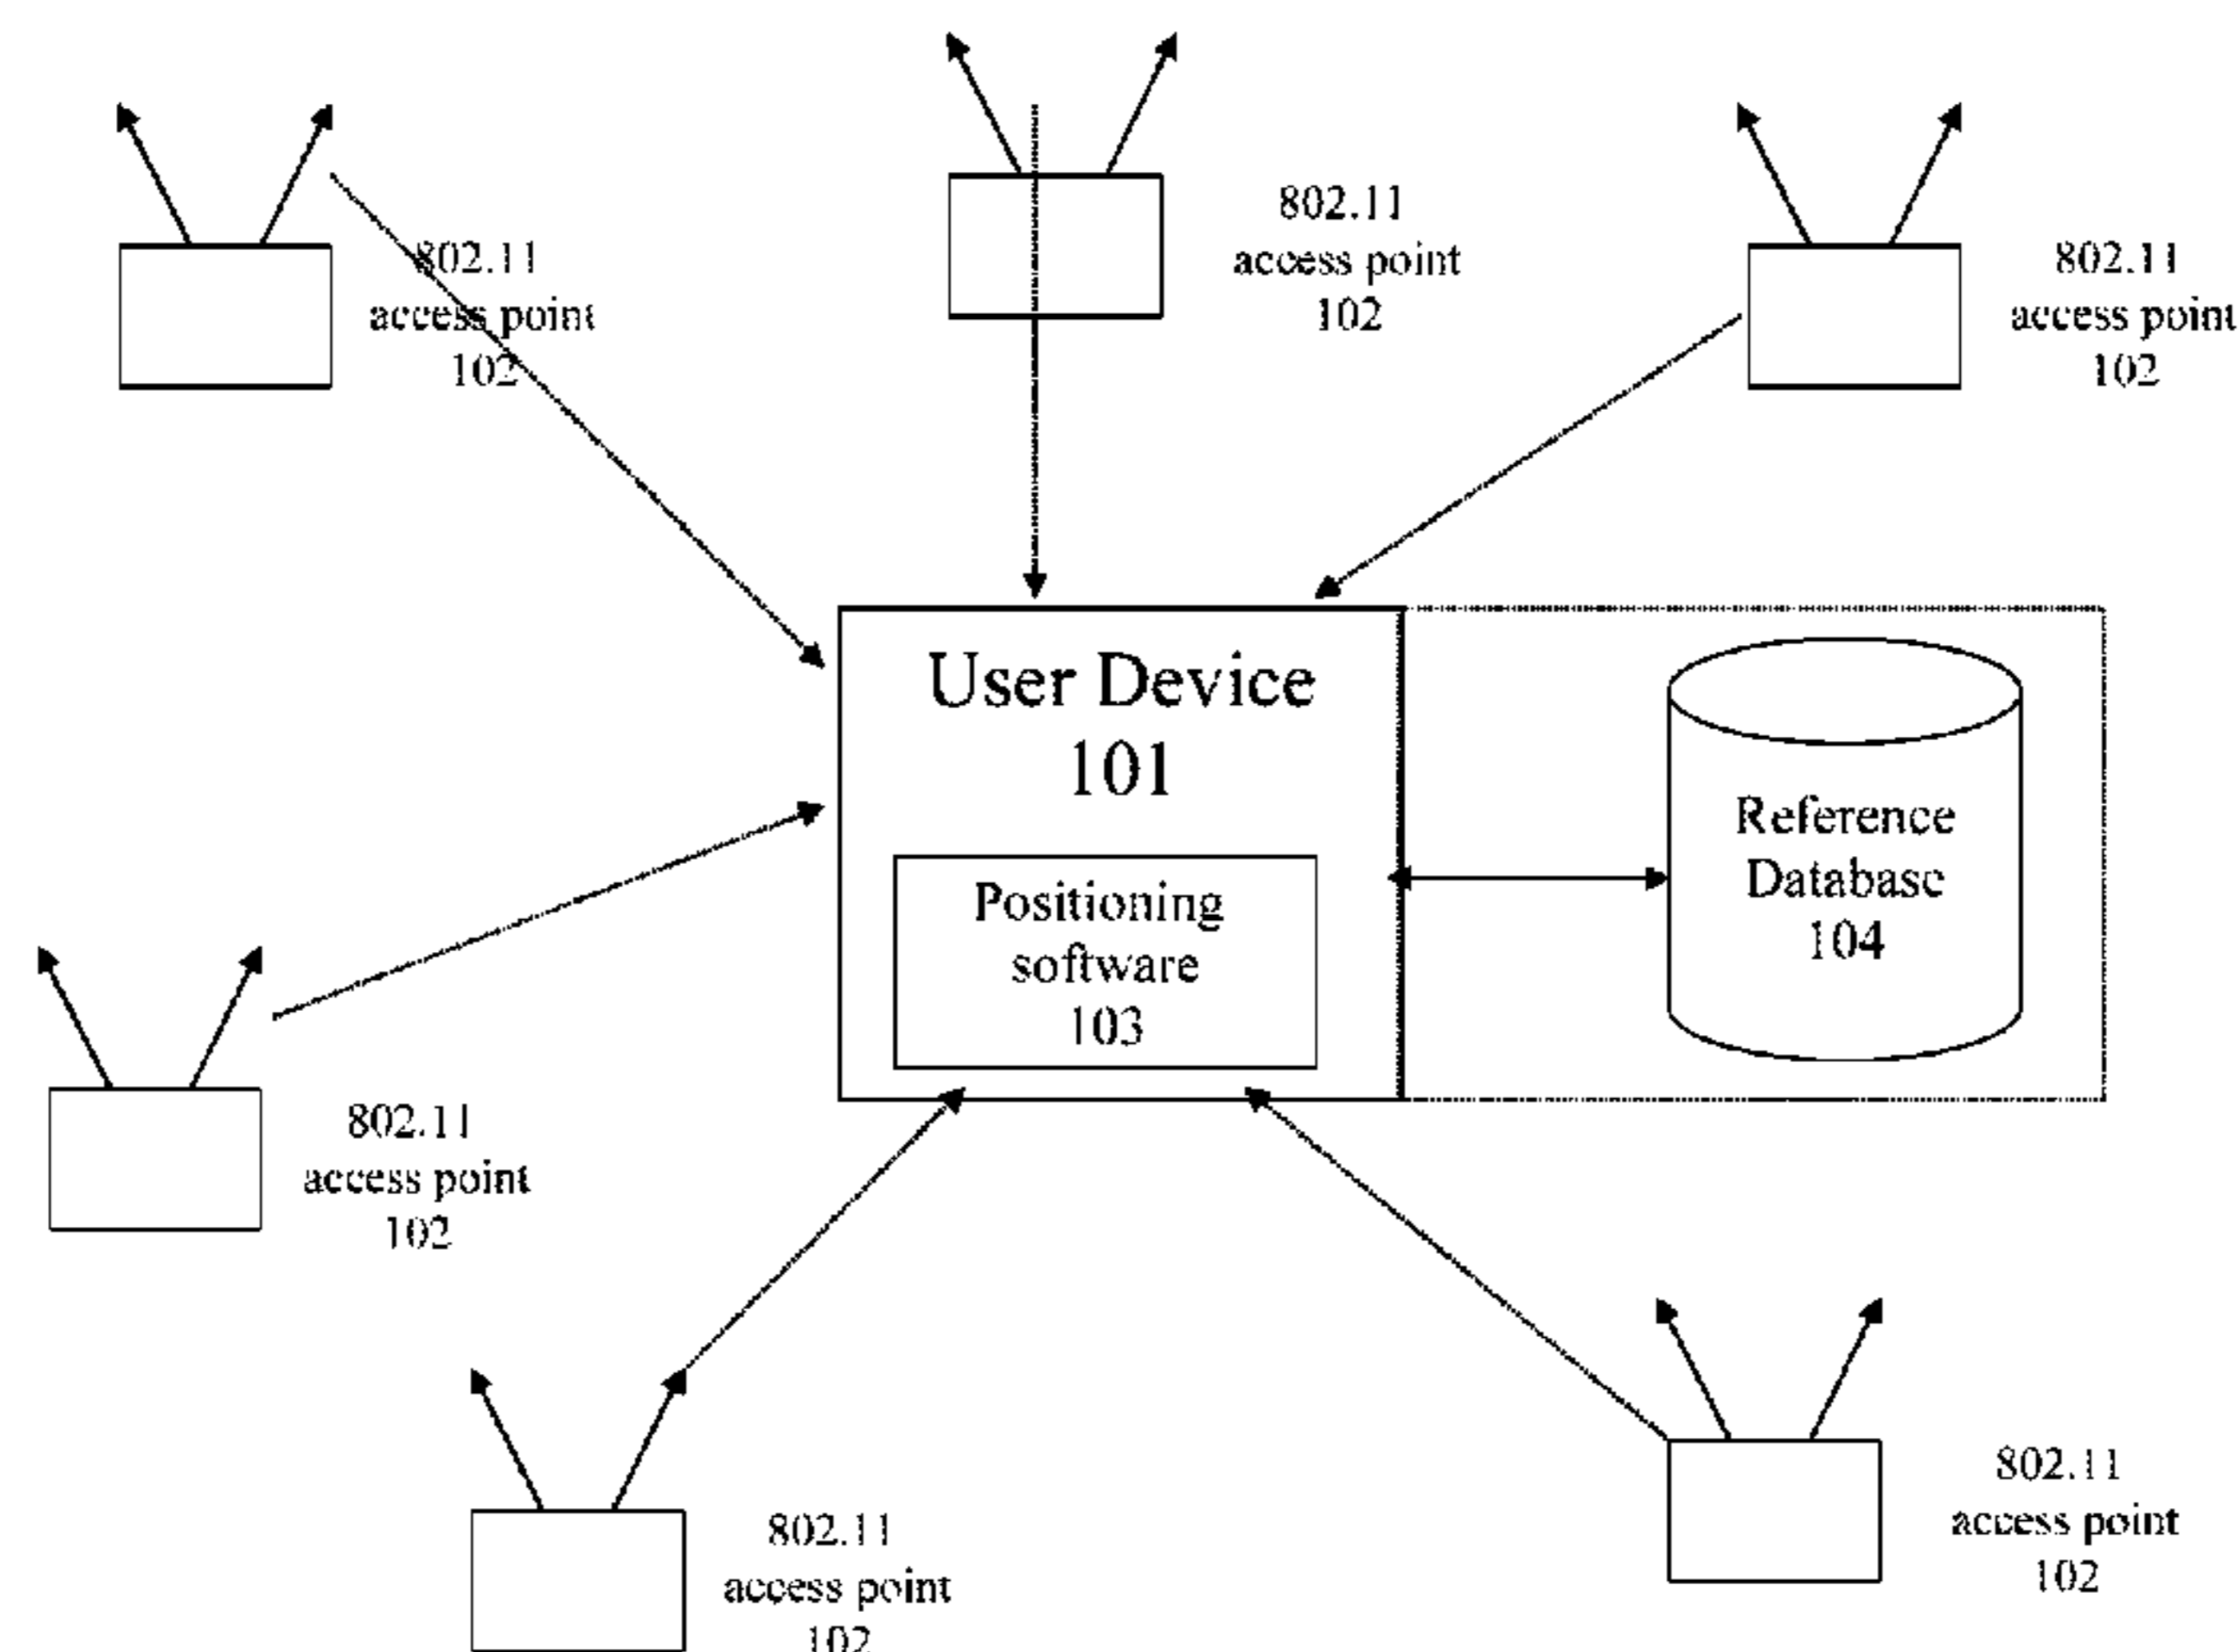 802.11
access point
102
802.11
access point
102
802.11
access point
102
User Device
101
Positioning
software
103
Reference
Database
104
802.11
access point
102
802.11
access point
102
802.11
access point
102